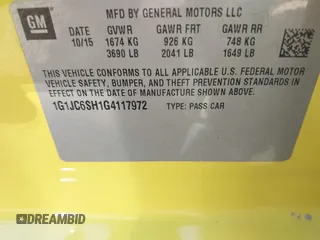 GM
MFD BY GENERAL MOTORS LLC
10/15 GVWR GAWR FRT GAWR RR
1674 KG 926 KG 748 KG
3690 LB 2041 LB 1649 LB
THIS VEHICLE CONFORMS TO ALL APPLICABLE U.S. FEDERAL MOTOR
VEHICLE SAFETY, BUMPER, AND THEFT PREVENTION STANDARDS IN
EFFECT ON THE DATE OF MANUFACTURE SHOWN ABOVE.
1G1JC6SH1G4117972 TYPE: PASS CAR
DREAMBID